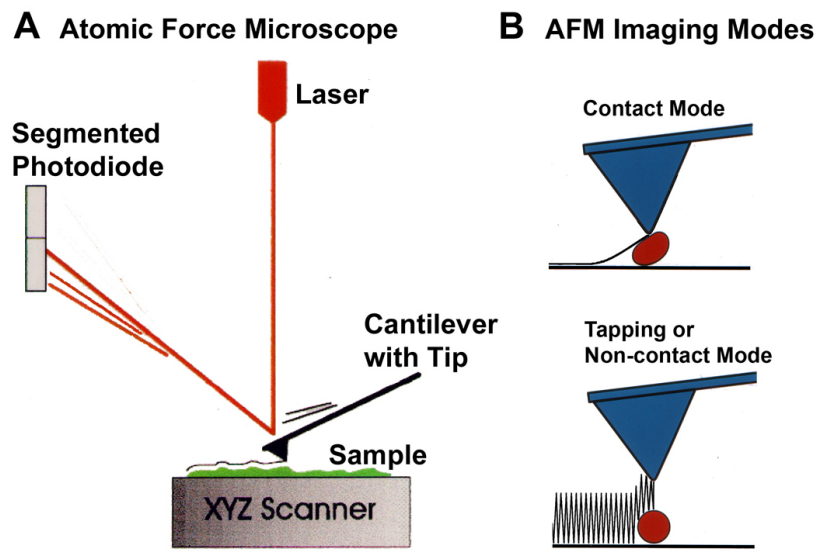 A Atomic Force Microscope
Laser
Segmented
Photodiode
Cantilever
with Tip
Sample
XYZ Scanner
B AFM Imaging Modes
Contact Mode
Tapping or
Non-contact Mode